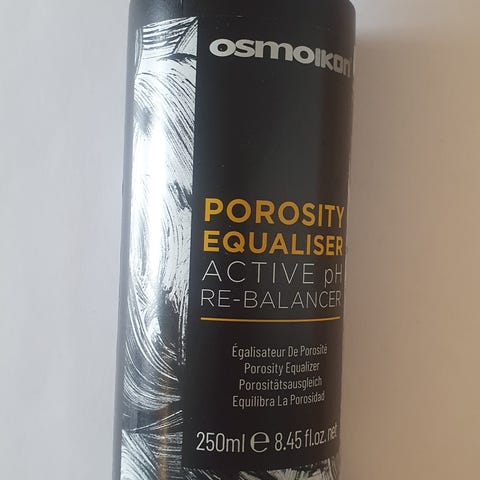 OSMOIKON
POROSITY
EQUALISER
ACTIVE pH
RE-BALANCER
Égalisateur De Porosité
Porosity Equalizer
Porositätsausgleich
Equilibra La Porosidad
250ml ℮ 8.45 fl.oz. net